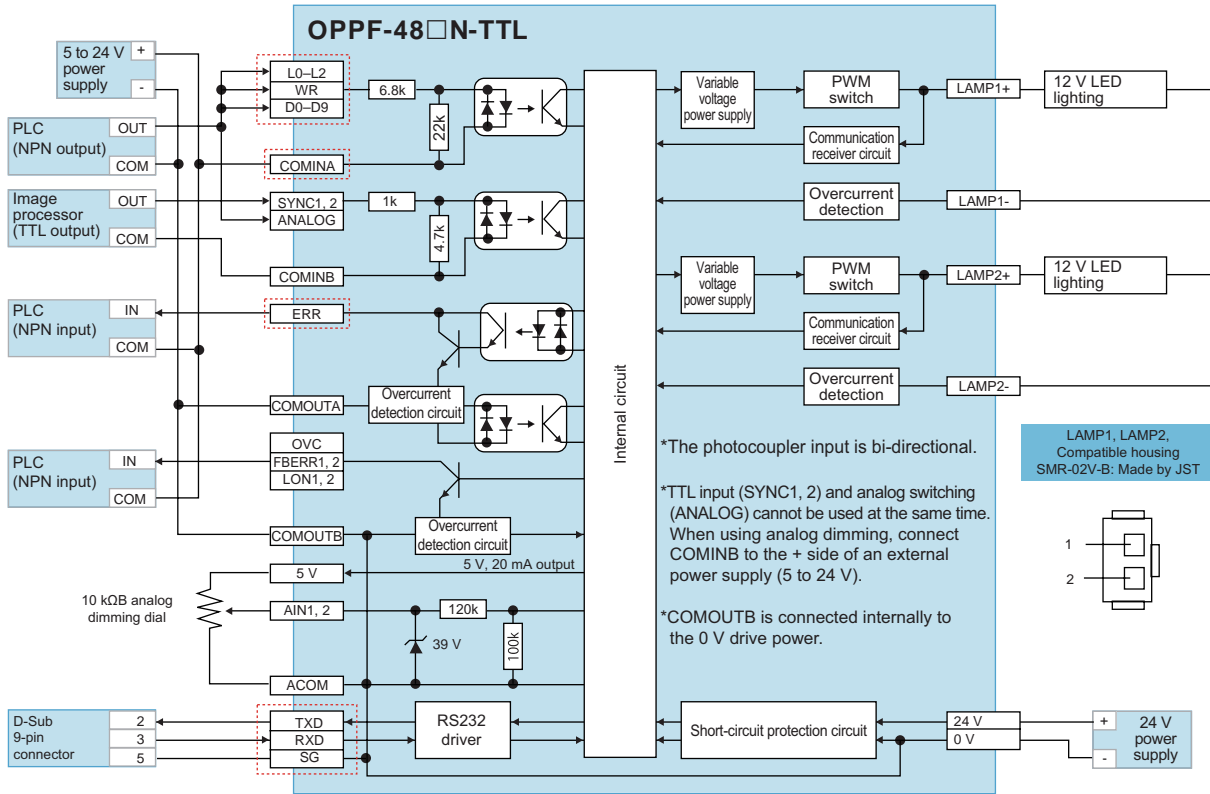 OPPF-48□N-TTL
5 to 24 V
power
supply
+
-
PLC
(NPN output)
OUT
COM
Image
processor
(TTL output)
OUT
COM
PLC
(NPN input)
IN
COM
PLC
(NPN input)
IN
COM
10 kΩB analog
dimming dial
D-Sub
9-pin
connector
2
3
5
L0–L2
WR
D0–D9
COMINA
SYNC1, 2
ANALOG
COMINB
ERR
COMOUTA
OVC
FBERR1, 2
LON1, 2
COMOUTB
5 V
AIN1, 2
ACOM
TXD
RXD
SG
6.8k
22k
1k
4.7k
Overcurrent
detection circuit
Overcurrent
detection circuit
5 V, 20 mA output
120k
39 V
100k
RS232
driver
Internal circuit
Variable
voltage
power supply
PWM
switch
LAMP1+
12 V LED
lighting
Communication
receiver circuit
Overcurrent
detection
LAMP1-
Variable
voltage
power supply
PWM
switch
LAMP2+
12 V LED
lighting
Communication
receiver circuit
Overcurrent
detection
LAMP2-
*The photocoupler input is bi-directional.
*TTL input (SYNC1, 2) and analog switching
(ANALOG) cannot be used at the same time.
When using analog dimming, connect
COMINB to the + side of an external
power supply (5 to 24 V).
*COMOUTB is connected internally to
the 0 V drive power.
LAMP1, LAMP2,
Compatible housing
SMR-02V-B: Made by JST
1
2
Short-circuit protection circuit
24 V
0 V
+
-
24 V
power
supply